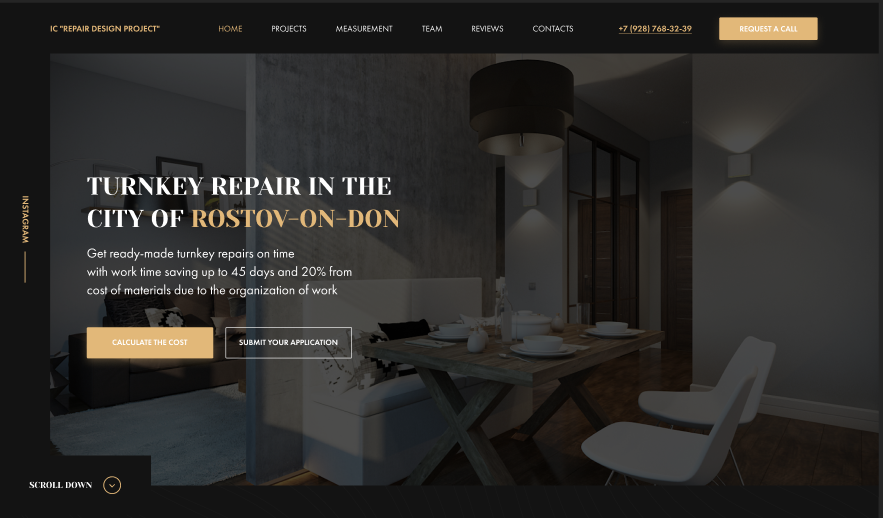 IC "REPAIR DESIGN PROJECT"
HOME
PROJECTS
MEASUREMENT
TEAM
REVIEWS
CONTACTS
+7 (928) 768-32-39
REQUEST A CALL
INSTAGRAM
TURNKEY REPAIR IN THE
CITY OF ROSTOV-ON-DON
Get ready-made turnkey repairs on time
with work time saving up to 45 days and 20% from
cost of materials due to the organization of work
CALCULATE THE COST
SUBMIT YOUR APPLICATION
SCROLL DOWN